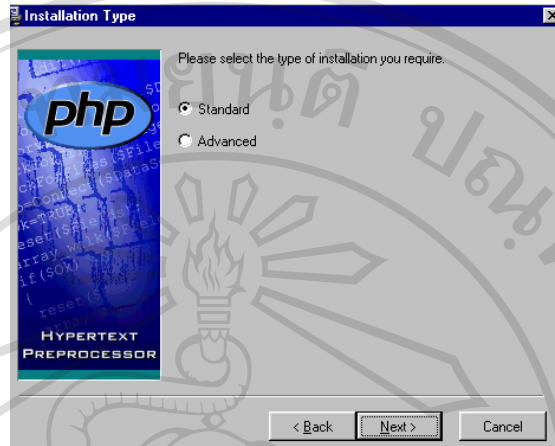 Installation Type
Please select the type of installation you require.
Standard
Advanced
php
HYPERTEXT
PREPROCESSOR
< Back
Next >
Cancel